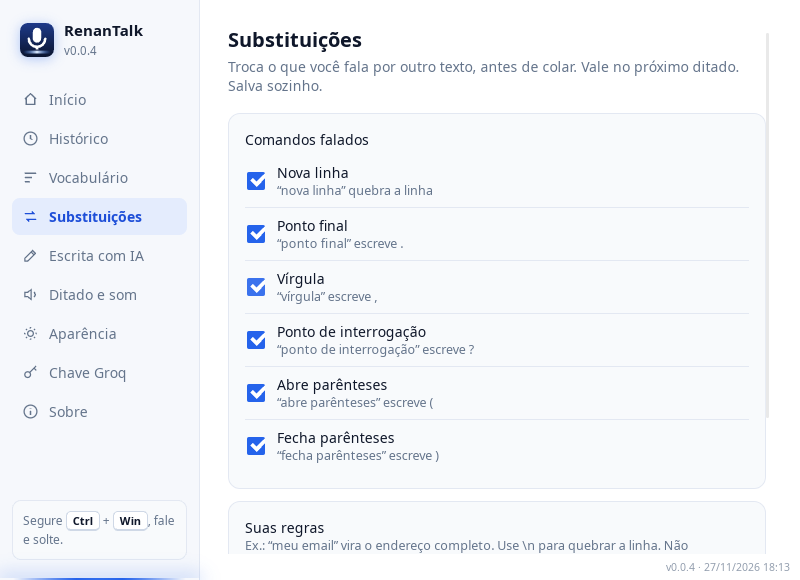 RenanTalk
v0.0.4
Início
Histórico
Vocabulário
Substituições
Escrita com IA
Ditado e som
Aparência
Chave Groq
Sobre
Segure Ctrl + Win, fale
e solte.
Substituições
Troca o que você fala por outro texto, antes de colar. Vale no próximo ditado.
Salva sozinho.
Comandos falados
Nova linha
“nova linha” quebra a linha
Ponto final
“ponto final” escreve .
Vírgula
“vírgula” escreve ,
Ponto de interrogação
“ponto de interrogação” escreve ?
Abre parênteses
“abre parênteses” escreve (
Fecha parênteses
“fecha parênteses” escreve )
Suas regras
Ex.: “meu email” vira o endereço completo. Use \n para quebrar a linha. Não
v0.0.4 · 27/11/2026 18:13